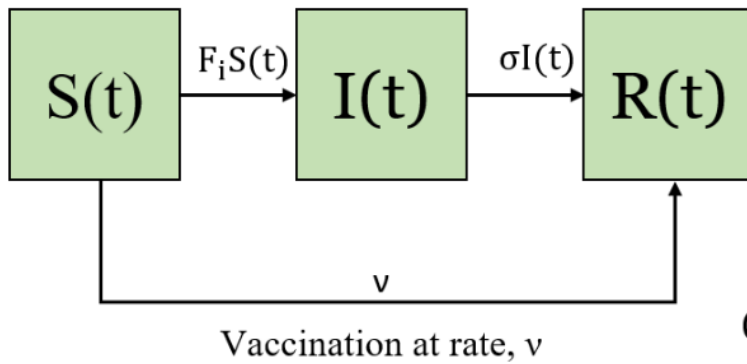 S(t)
FᵢS(t)
I(t)
σI(t)
R(t)
ν
Vaccination at rate, ν